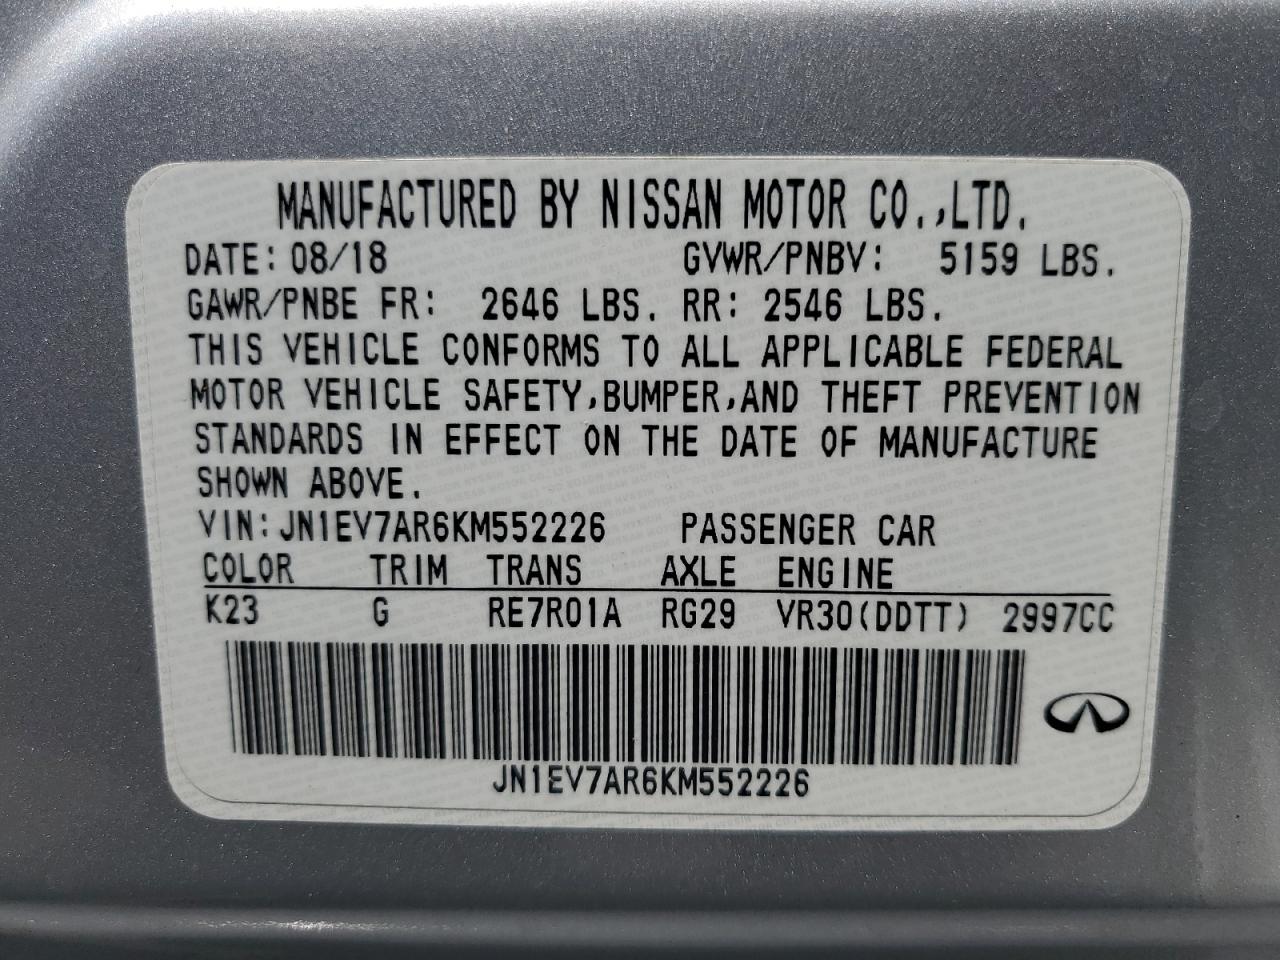 MANUFACTURED BY NISSAN MOTOR CO.,LTD.
DATE: 08/18 GVWR/PNBV: 5159 LBS.
GAWR/PNBE FR: 2646 LBS. RR: 2546 LBS.
THIS VEHICLE CONFORMS TO ALL APPLICABLE FEDERAL
MOTOR VEHICLE SAFETY,BUMPER,AND THEFT PREVENTION
STANDARDS IN EFFECT ON THE DATE OF MANUFACTURE
SHOWN ABOVE.
VIN:JN1EV7AR6KM552226 PASSENGER CAR
COLOR TRIM TRANS AXLE ENGINE
K23 G RE7R01A RG29 VR30(DDTT) 2997CC
JN1EV7AR6KM552226